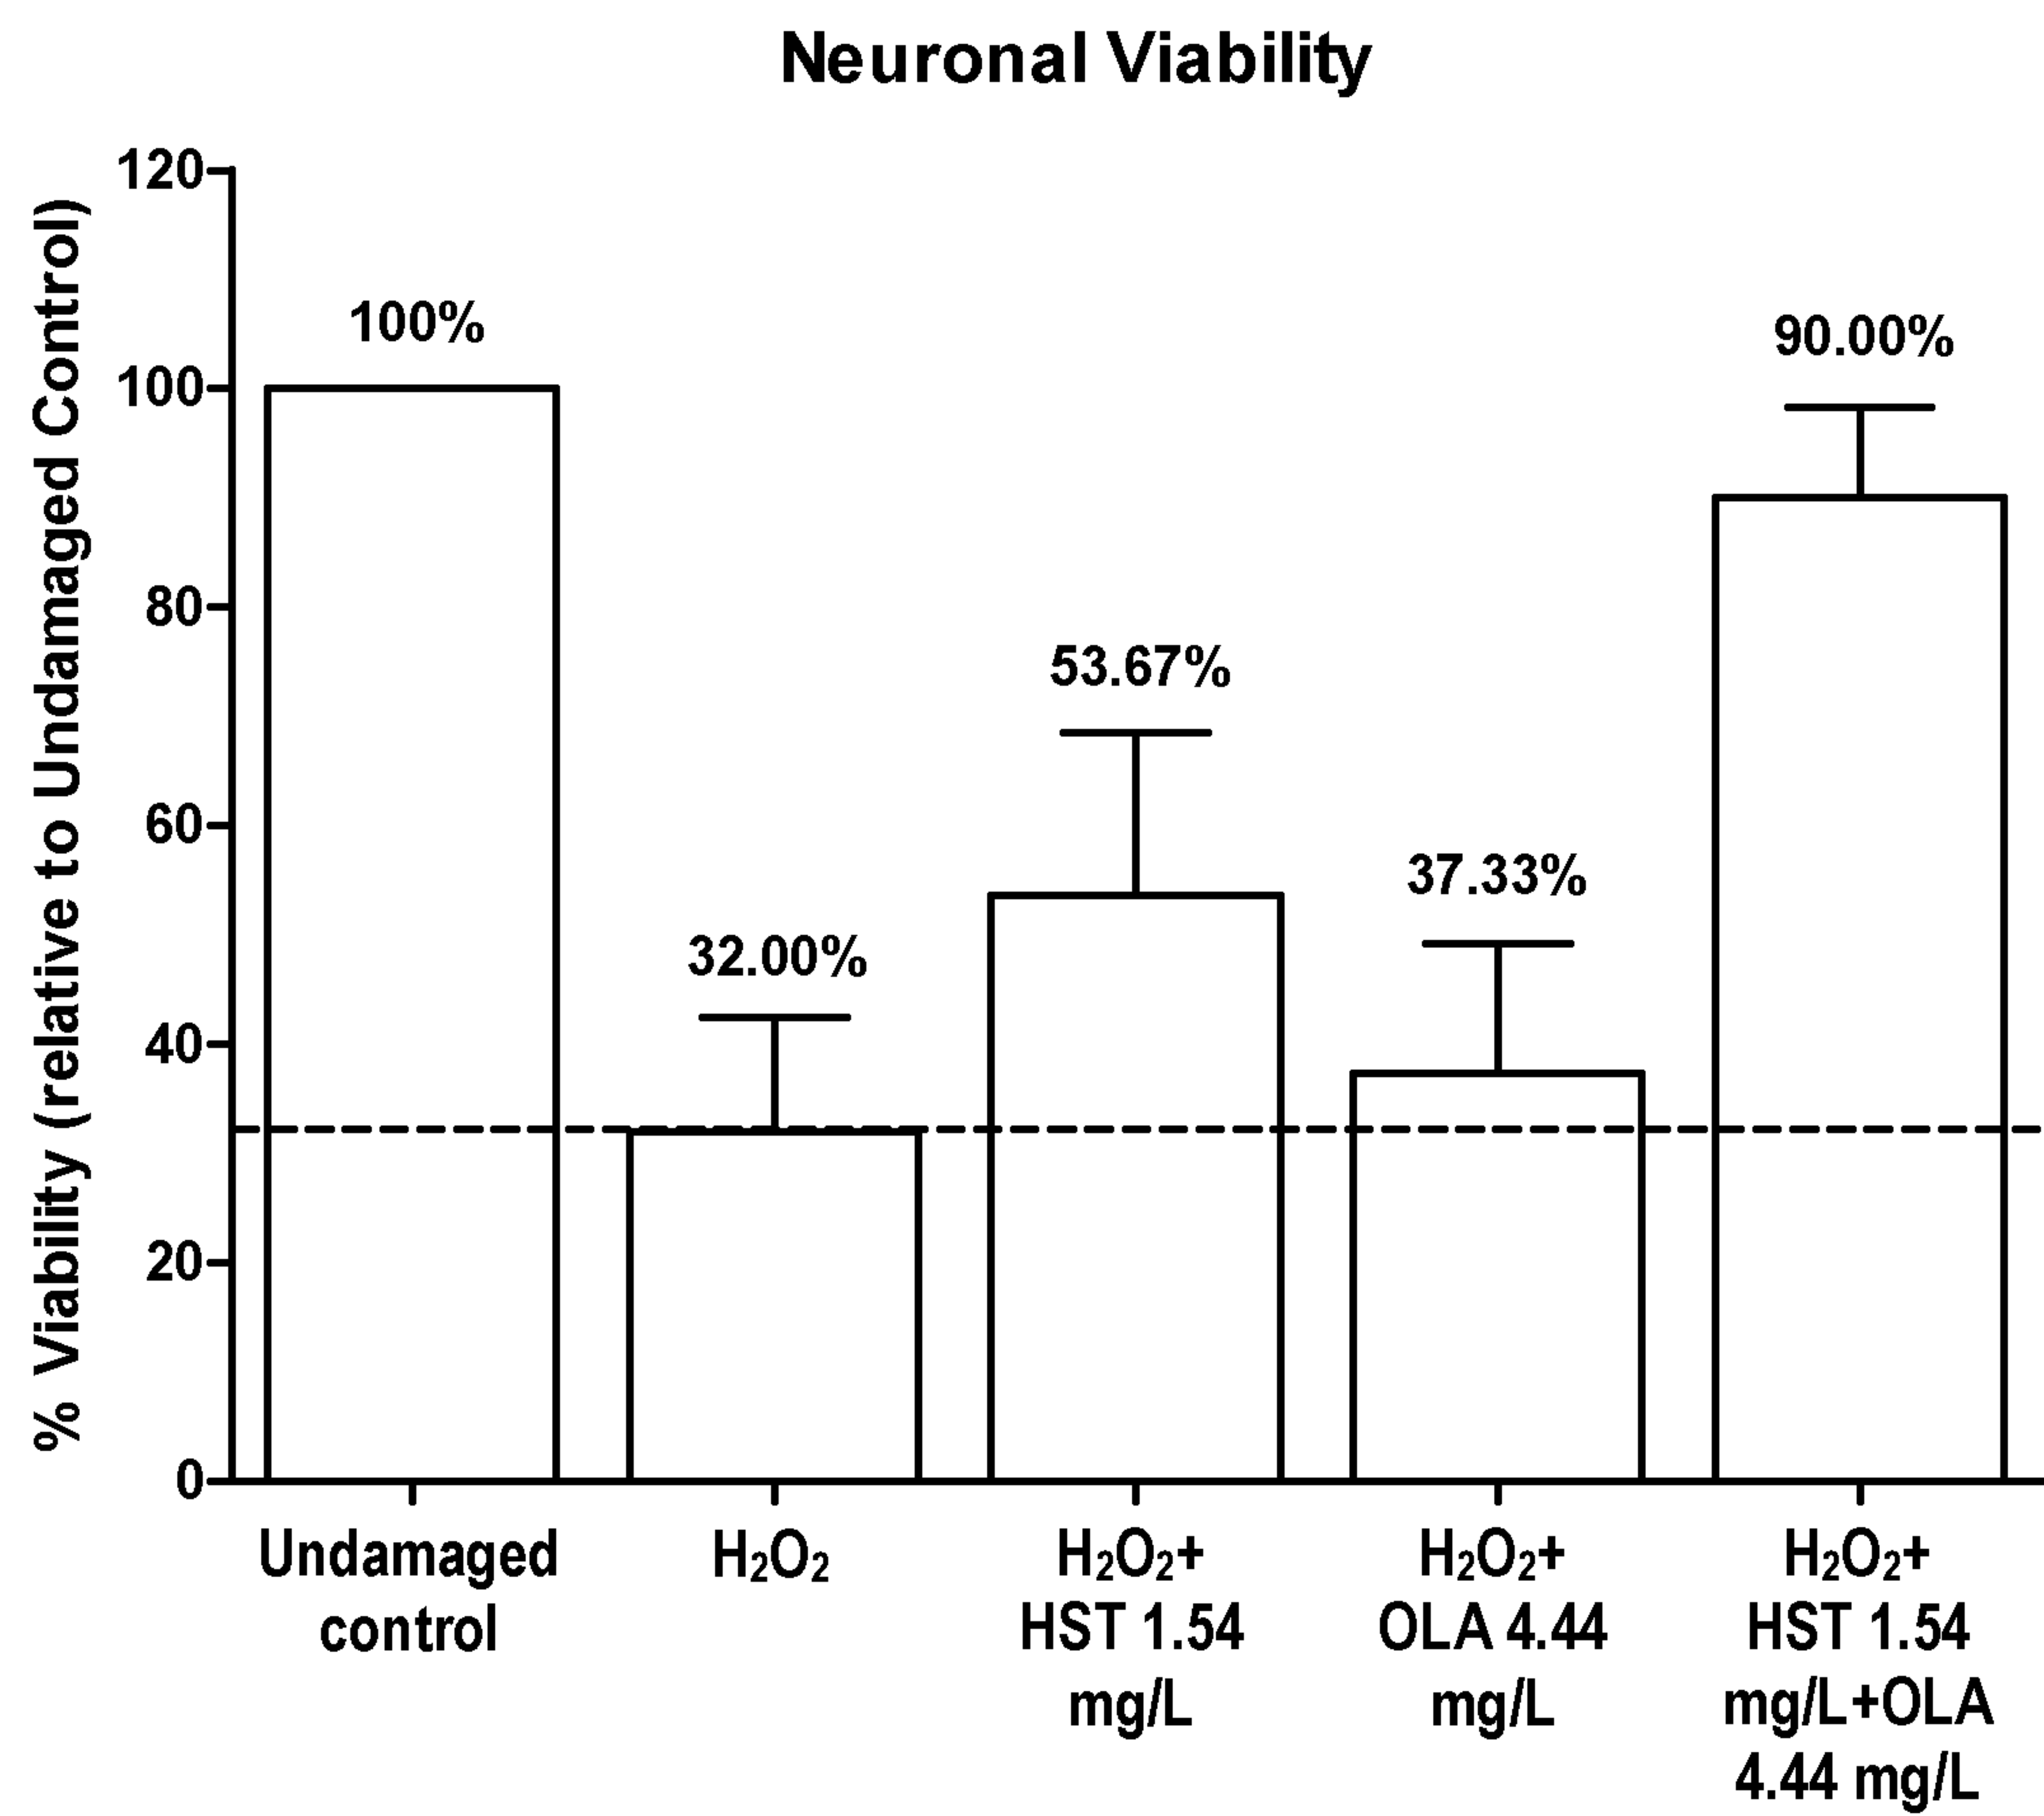 Neuronal Viability
% Viability (relative to Undamaged Control)
120
100
80
60
40
20
0
100%
32.00%
53.67%
37.33%
90.00%
Undamaged
control
H₂O₂
H₂O₂+
HST 1.54
mg/L
H₂O₂+
OLA 4.44
mg/L
H₂O₂+
HST 1.54
mg/L+OLA
4.44 mg/L